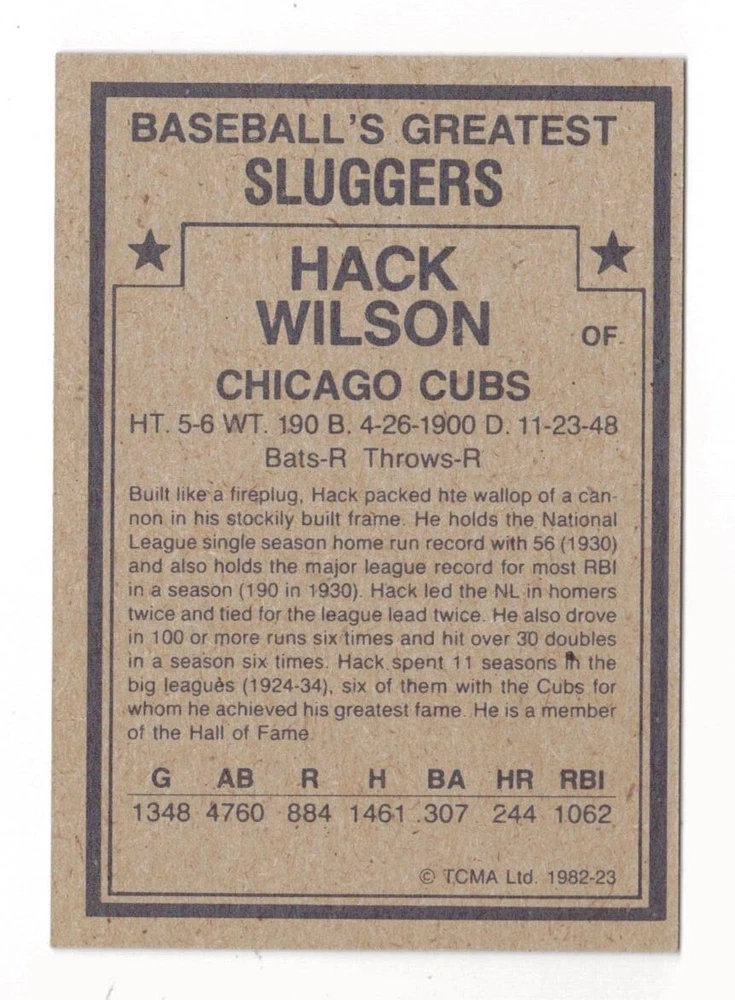 BASEBALL'S GREATEST
SLUGGERS
HACK
WILSON
OF
CHICAGO CUBS
HT. 5-6 WT. 190 B. 4-26-1900 D. 11-23-48
Bats-R Throws-R
Built like a fireplug, Hack packed hte wallop of a can-
non in his stockily built frame. He holds the National
League single season home run record with 56 (1930)
and also holds the major league record for most RBI
in a season (190 in 1930). Hack led the NL in homers
twice and tied for the league lead twice. He also drove
in 100 or more runs six times and hit over 30 doubles
in a season six times. Hack spent 11 seasons in the
big leagues (1924-34), six of them with the Cubs for
whom he achieved his greatest fame. He is a member
of the Hall of Fame.
G AB R H BA HR RBI
1348 4760 884 1461 .307 244 1062
© TCMA Ltd. 1982-23